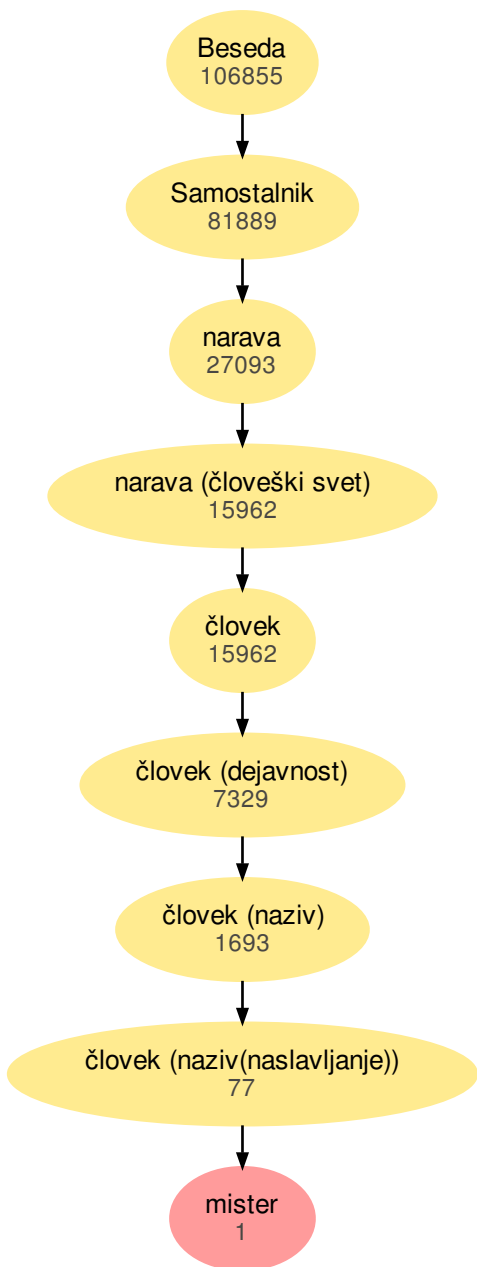 Beseda
106855
Samostalnik
81889
narava
27093
narava (človeški svet)
15962
človek
15962
človek (dejavnost)
7329
človek (naziv)
1693
človek (naziv(naslavljanje))
77
mister
1